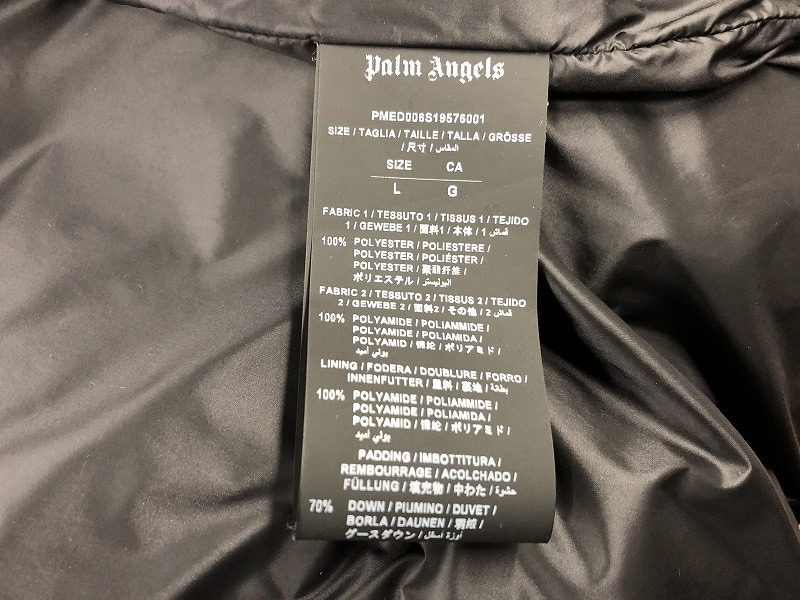 Palm Angels
PMED006S19576001
SIZE / TAGLIA / TAILLE / TALLA / GRÖSSE
/ 尺寸 / المقاس /
SIZE CA
L G
FABRIC 1 / TESSUTO 1 / TISSUS 1 / TEJIDO
1 / GEWEBE 1 / 面料1 / 本体 / قماش 1 /
100% POLYESTER / POLIESTERE /
POLYESTER / POLIÉSTER /
POLYESTER / 聚酯纤维 /
ポリエステル / البوليستر /
FABRIC 2 / TESSUTO 2 / TISSUS 2 / TEJIDO
2 / GEWEBE 2 / 面料2 / その他 / قماش 2 /
100% POLYAMIDE / POLIAMMIDE /
POLYAMIDE / POLIAMIDA /
POLYAMID / 锦纶 / ポリアミド /
بولي أميد /
LINING / FODERA / DOUBLURE / FORRO /
INNENFUTTER / 里料 / 裏地 / بطانة /
100% POLYAMIDE / POLIAMMIDE /
POLYAMIDE / POLIAMIDA /
POLYAMID / 锦纶 / ポリアミド /
بولي أميد /
PADDING / IMBOTTITURA /
REMBOURRAGE / ACOLCHADO /
FÜLLUNG / 填充物 / 中わた / حشوة /
70% DOWN / PIUMINO / DUVET /
BORLA / DAUNEN / 羽绒 /
グースダウン / أوزة أسفل /